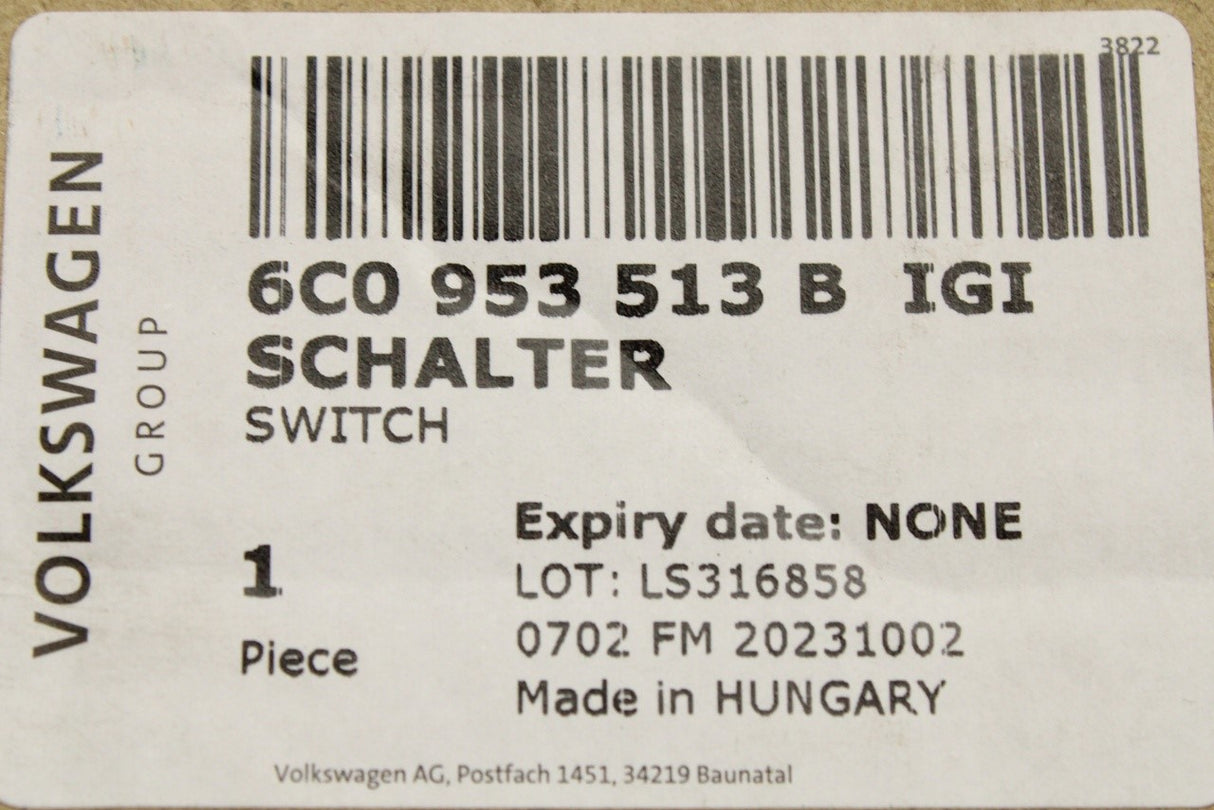 3822
VOLKSWAGEN
GROUP
6C0 953 513 B IGI
SCHALTER
SWITCH
1
Piece
Expiry date: NONE
LOT: LS316858
0702 FM 20231002
Made in HUNGARY
Volkswagen AG, Postfach 1451, 34219 Baunatal